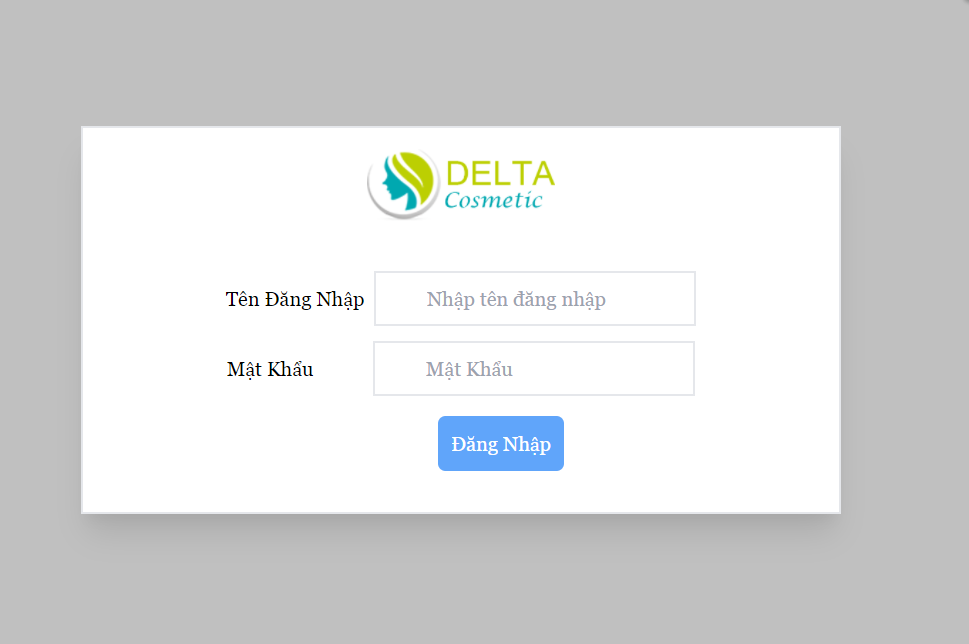 DELTA
Cosmetic
Tên Đăng Nhập Nhập tên đăng nhập
Mật Khẩu Mật Khẩu
Đăng Nhập